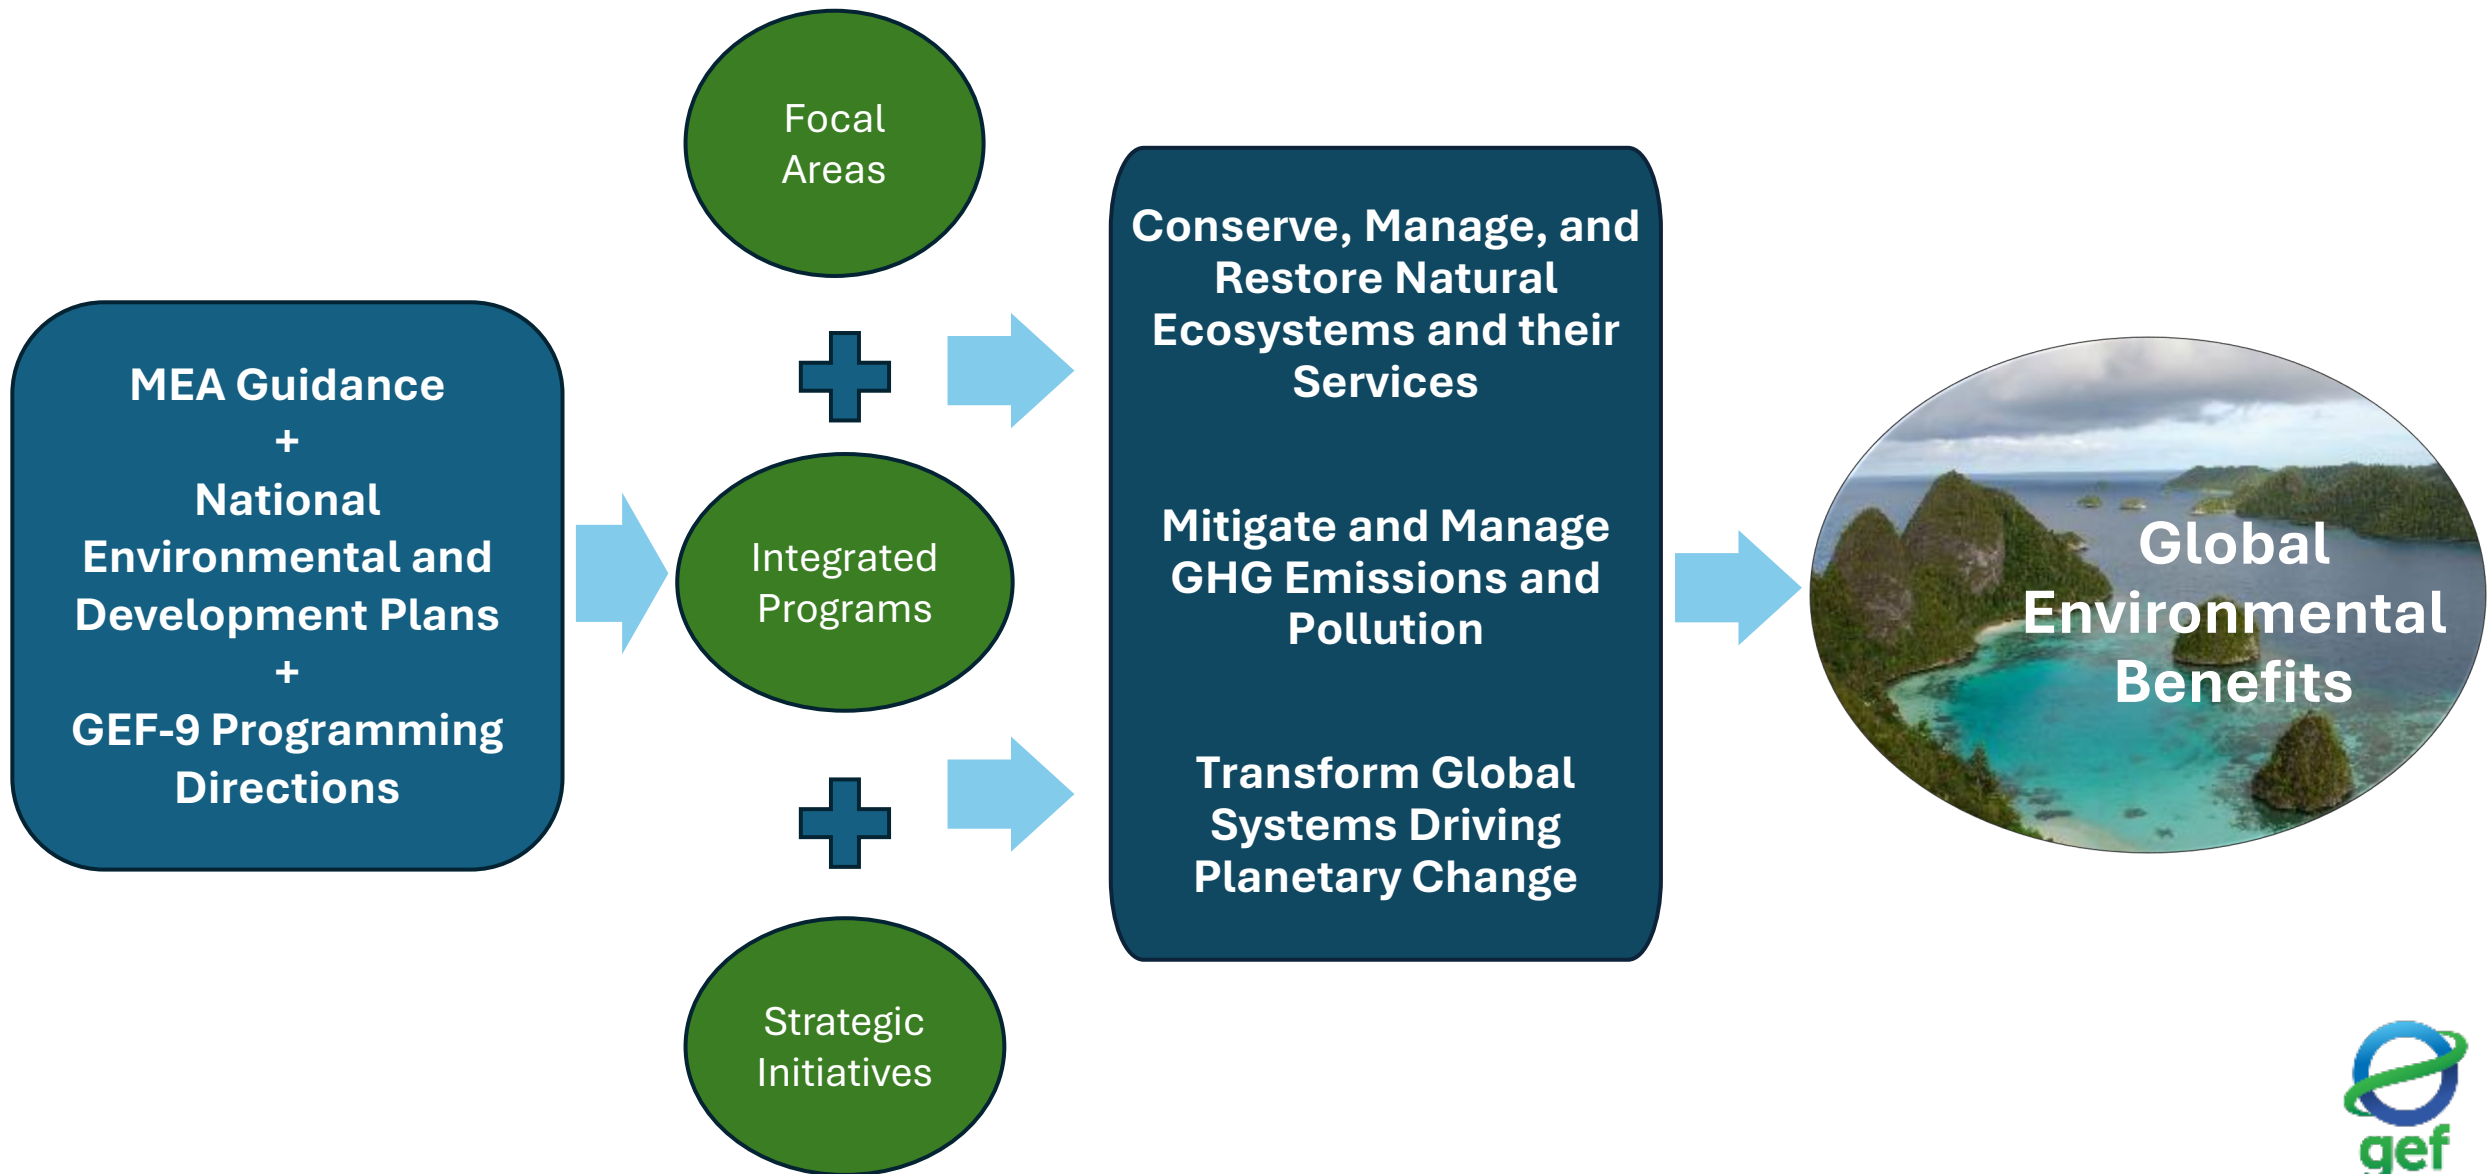 MEA Guidance
+
National
Environmental and
Development Plans
+
GEF-9 Programming
Directions
Focal
Areas
Integrated
Programs
Strategic
Initiatives
Conserve, Manage, and
Restore Natural
Ecosystems and their
Services
Mitigate and Manage
GHG Emissions and
Pollution
Transform Global
Systems Driving
Planetary Change
Global
Environmental
Benefits
gef